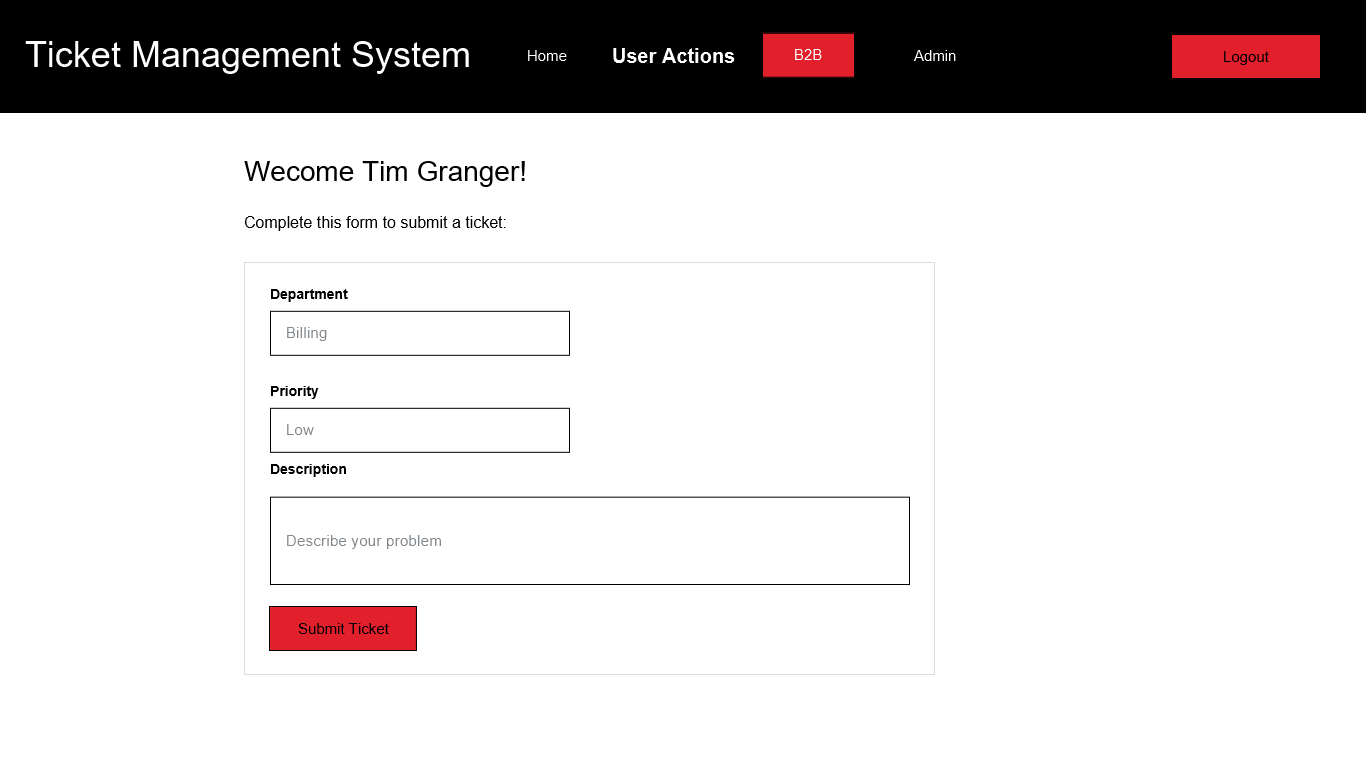 Ticket Management System Home User Actions B2B Admin Logout
Wecome Tim Granger!
Complete this form to submit a ticket:
Department
Billing
Priority
Low
Description
Describe your problem
Submit Ticket